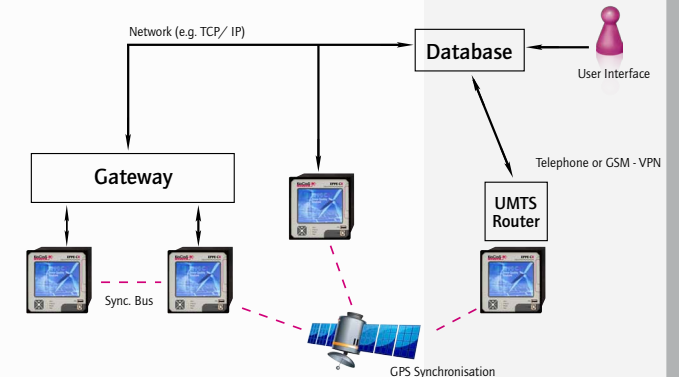 Network (e.g. TCP/ IP)
Database
User Interface
Telephone or GSM - VPN
Gateway
UMTS
Router
Sync. Bus
GPS Synchronisation